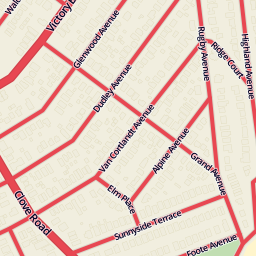 Victory B
Glenwood Avenue
Dudley Avenue
Rugby Avenue
Ridge Court
Highland Avenue
Van Cortlandt Avenue
Alpine Avenue
Grand Avenue
Elm Place
Clove Road
Sunnyside Terrace
Foote Avenue